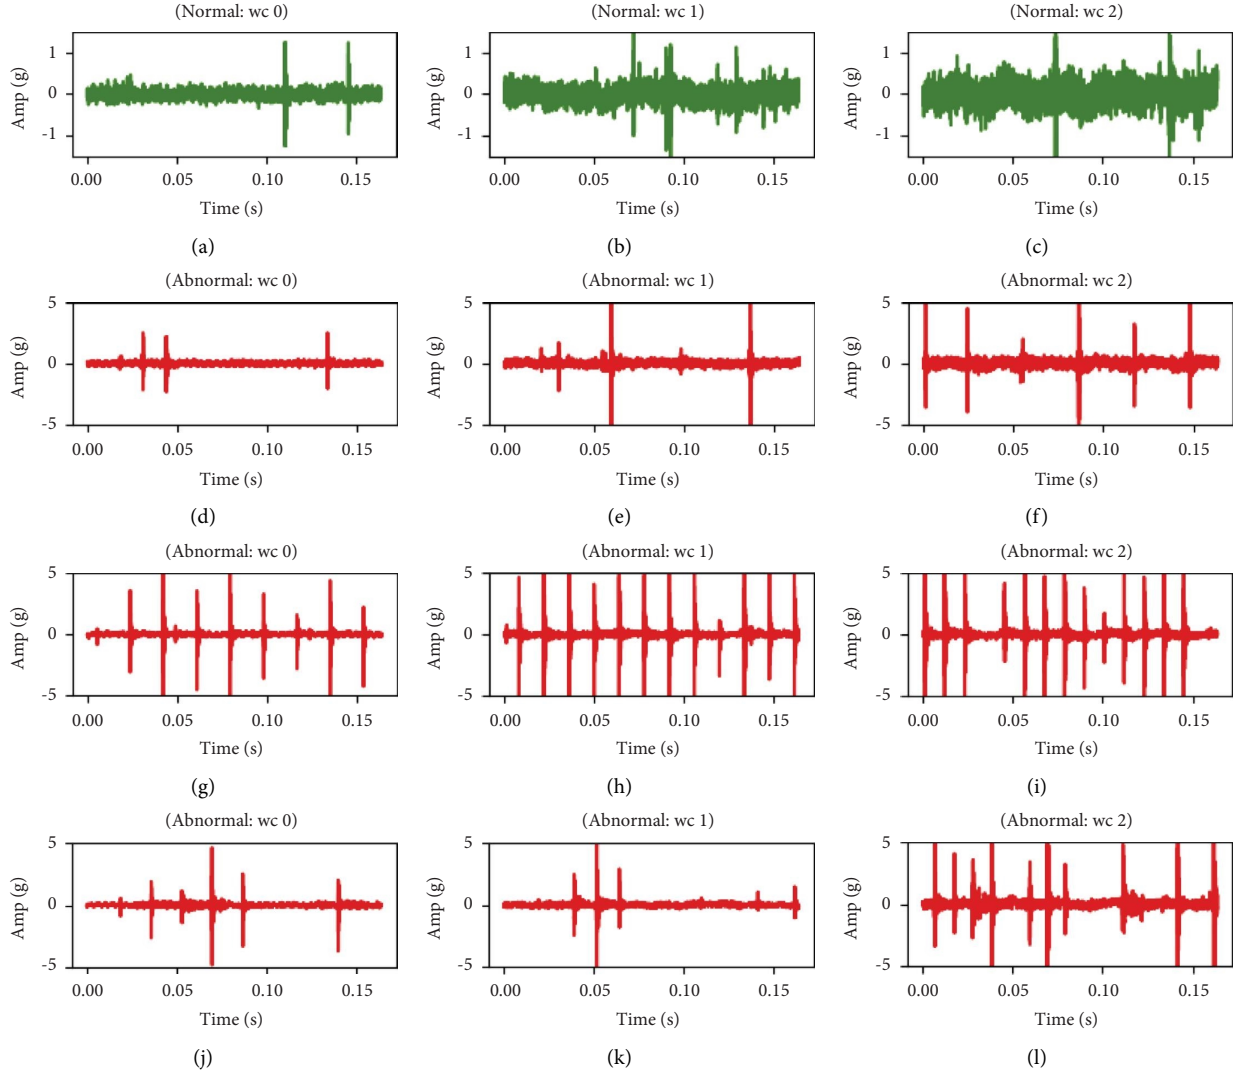 (Normal: wc 0) (Normal: wc 1) (Normal: wc 2)
1 1 1
Amp (g) Amp (g) Amp (g)
0 0 0
-1 -1 -1
0.00 0.05 0.10 0.15 0.00 0.05 0.10 0.15 0.00 0.05 0.10 0.15
Time (s) Time (s) Time (s)
(a) (b) (c)
(Abnormal: wc 0) (Abnormal: wc 1) (Abnormal: wc 2)
5 5 5
Amp (g) Amp (g) Amp (g)
0 0 0
-5 -5 -5
0.00 0.05 0.10 0.15 0.00 0.05 0.10 0.15 0.00 0.05 0.10 0.15
Time (s) Time (s) Time (s)
(d) (e) (f)
(Abnormal: wc 0) (Abnormal: wc 1) (Abnormal: wc 2)
5 5 5
Amp (g) Amp (g) Amp (g)
0 0 0
-5 -5 -5
0.00 0.05 0.10 0.15 0.00 0.05 0.10 0.15 0.00 0.05 0.10 0.15
Time (s) Time (s) Time (s)
(g) (h) (i)
(Abnormal: wc 0) (Abnormal: wc 1) (Abnormal: wc 2)
5 5 5
Amp (g) Amp (g) Amp (g)
0 0 0
-5 -5 -5
0.00 0.05 0.10 0.15 0.00 0.05 0.10 0.15 0.00 0.05 0.10 0.15
Time (s) Time (s) Time (s)
(j) (k) (l)